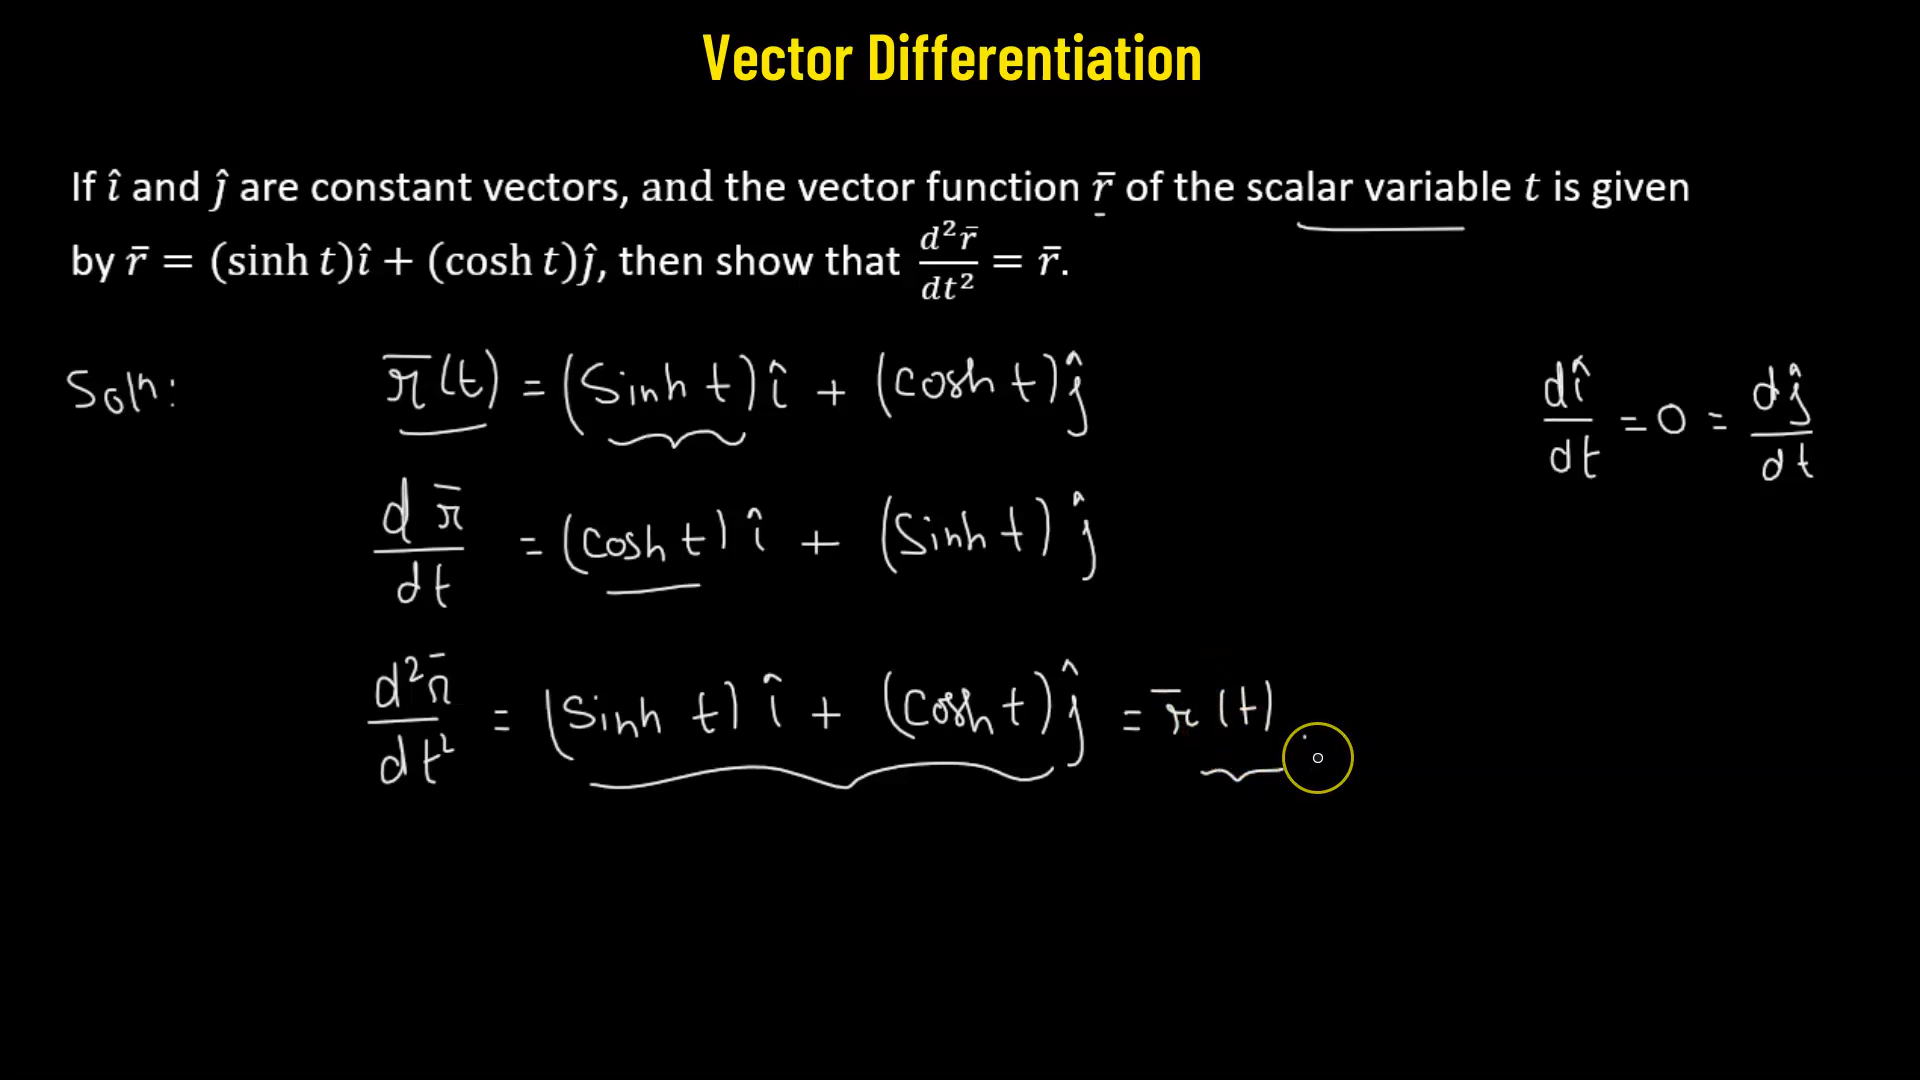 Vector Differentiation
If î and ĵ are constant vectors, and the vector function r̄ of the scalar variable t is given
by r̄ = (sinh t)î + (cosh t)ĵ, then show that d²r̄/dt² = r̄.
Soln: r̄(t) = (Sinh t)î + (cosh t)ĵ
dî/dt = 0 = dĵ/dt
dr̄/dt = (cosh t) î + (Sinh t) ĵ
d²r̄/dt² = (Sinh t) î + (cosh t)ĵ = r̄(t).